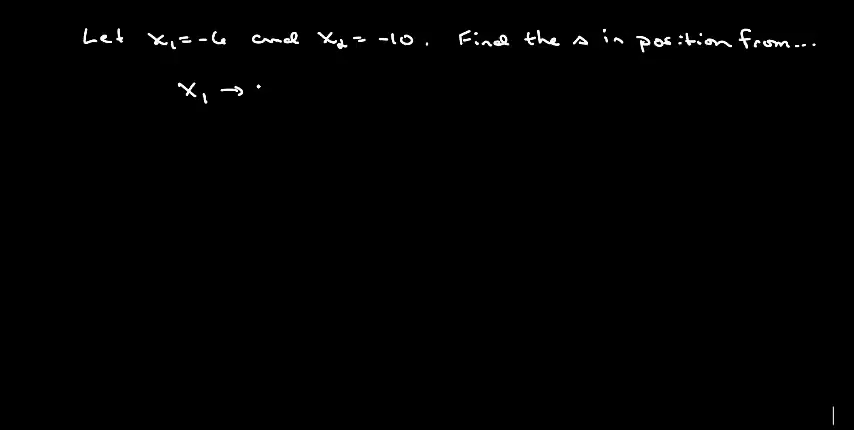 Let x₁ = -6 and x₂ = -10. Find the Δ in position from...
x₁ →